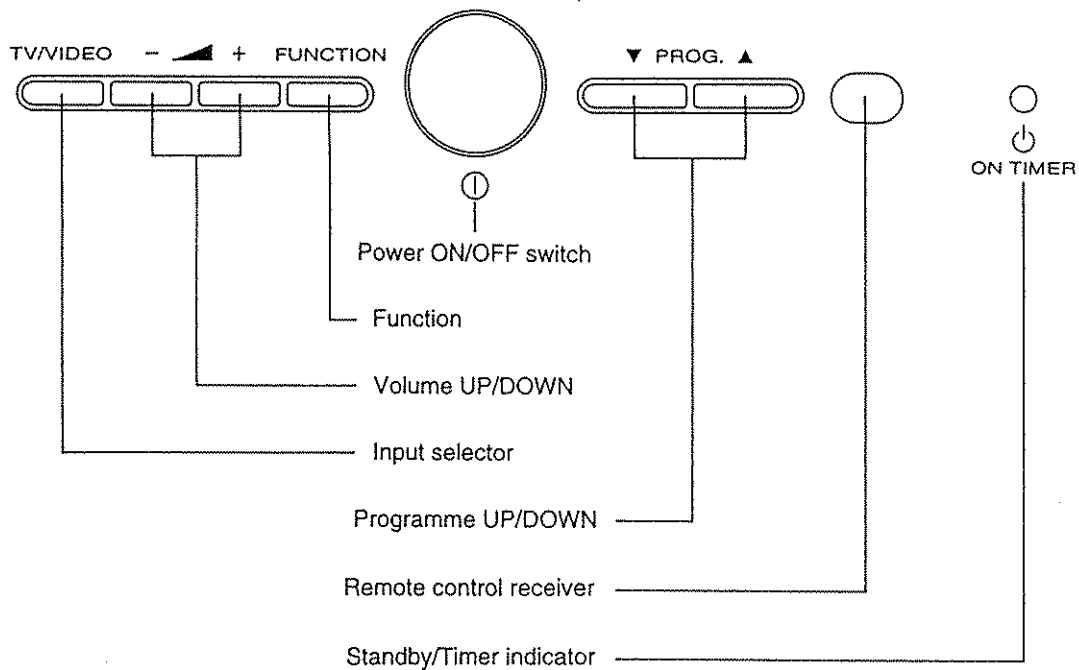 TV/VIDEO − + FUNCTION
▼ PROG. ▲
ON TIMER
Power ON/OFF switch
Function
Volume UP/DOWN
Input selector
Programme UP/DOWN
Remote control receiver
Standby/Timer indicator